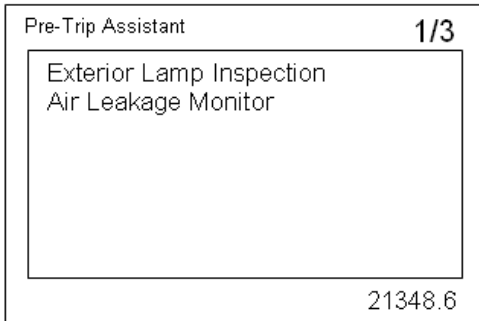 Pre-Trip Assistant
1/3
Exterior Lamp Inspection
Air Leakage Monitor
21348.6